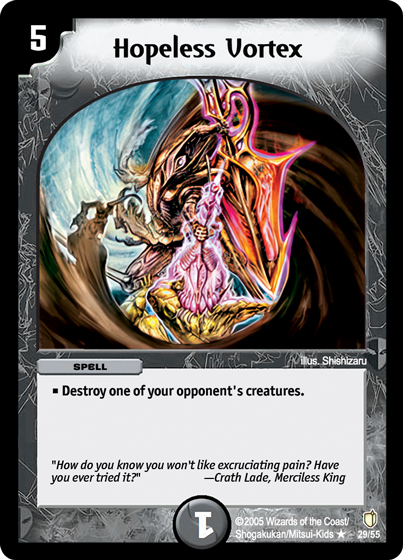 5
Hopeless Vortex
Illus. Shishizaru
SPELL
▪ Destroy one of your opponent's creatures.
"How do you know you won't like excruciating pain? Have
you ever tried it?" —Crath Lade, Merciless King
1
©2005 Wizards of the Coast/
Shogakukan/Mitsui-Kids ★ 29/55